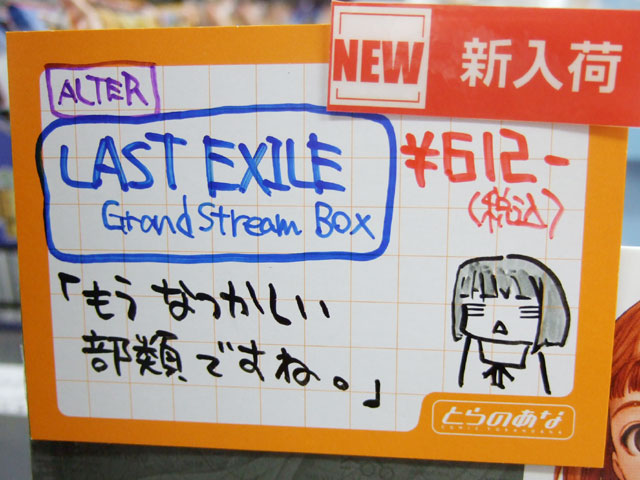 NEW 新入荷
ALTER
LAST EXILE
Grand Stream Box
¥612-
(税込)
「もう なつかしい
部類ですね。」
とらのあな